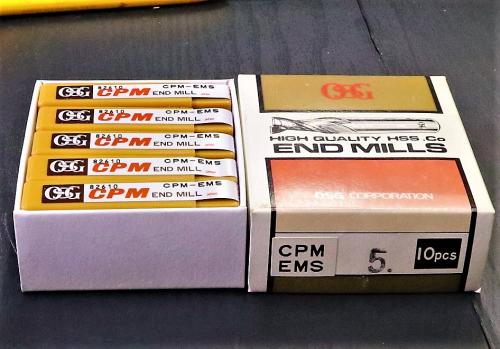 OSG 82610 CPM CPM-EMS END MILL
OSG 82610 CPM CPM-EMS END MILL
OSG 82610 CPM CPM-EMS END MILL
OSG 82610 CPM CPM-EMS END MILL
OSG 82610 CPM CPM-EMS END MILL
OSG
HIGH QUALITY HSS.Co
END MILLS
OSG CORPORATION
CPM
EMS
5.
10pcs